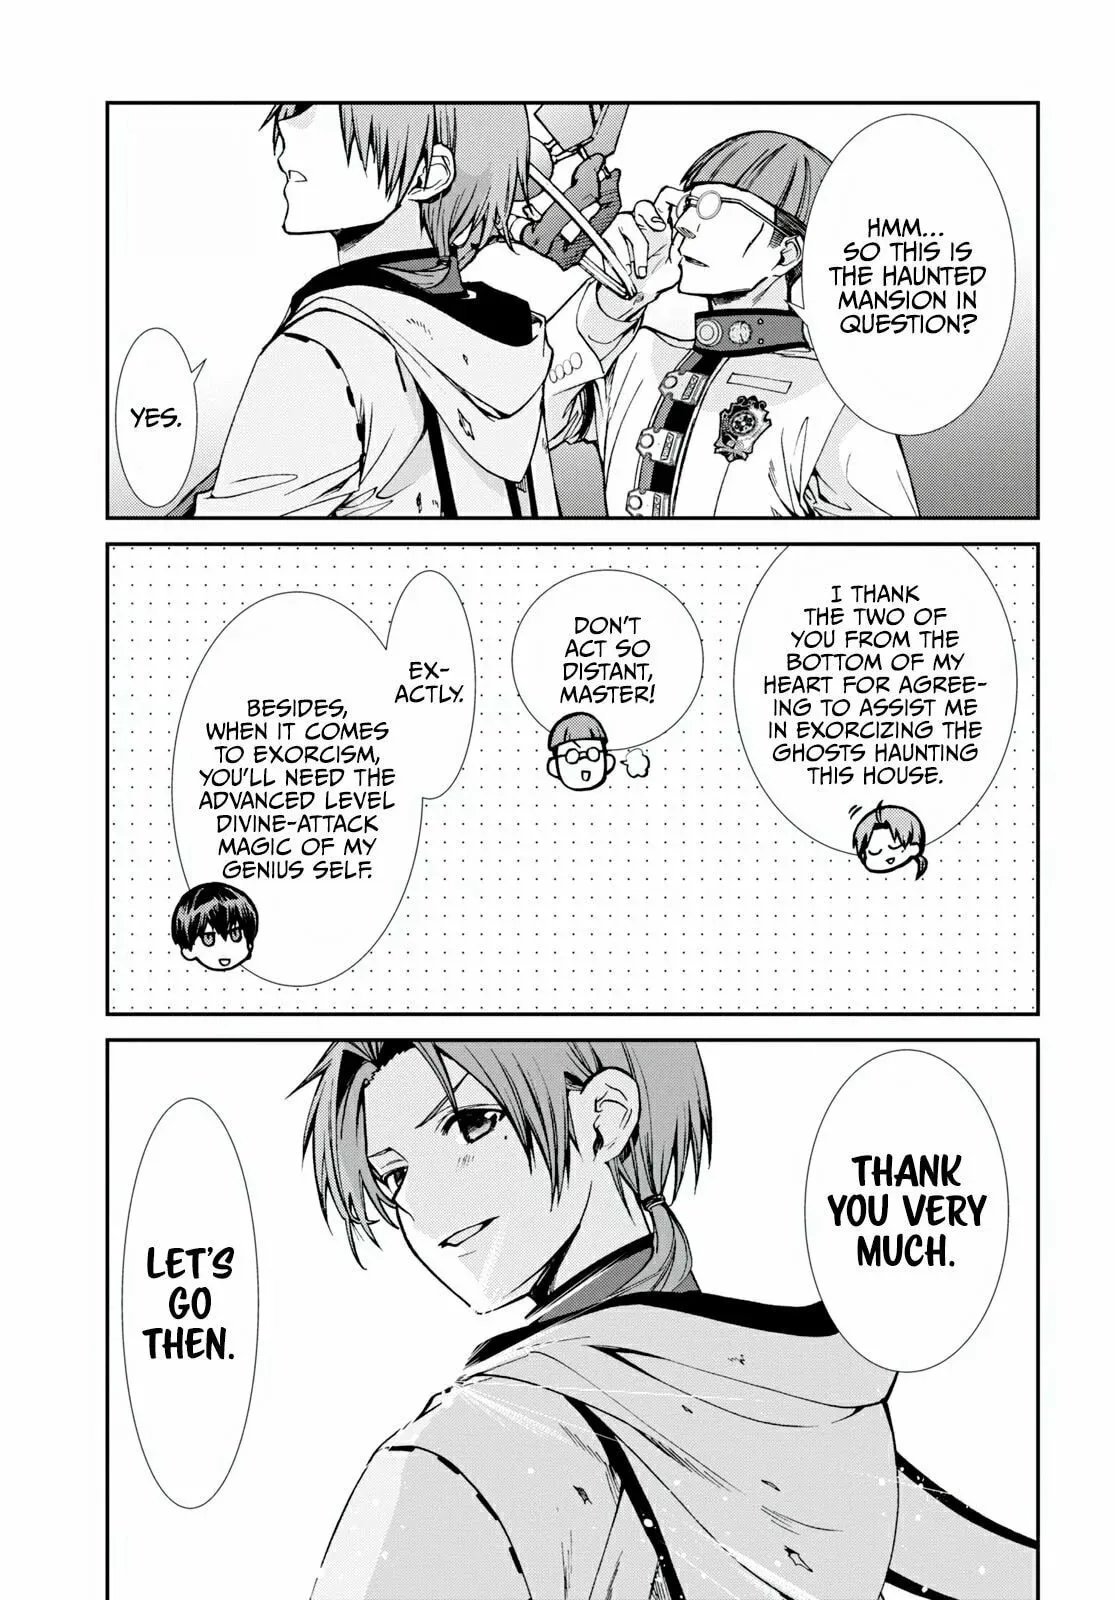 HMM...
SO THIS IS
THE HAUNTED
MANSION IN
QUESTION?
YES.
I THANK
THE TWO OF
YOU FROM THE
BOTTOM OF MY
HEART FOR AGREE-
ING TO ASSIST ME
IN EXORCIZING THE
GHOSTS HAUNTING
THIS HOUSE.
DON'T
ACT SO
DISTANT,
MASTER!
EX-
ACTLY.
BESIDES,
WHEN IT COMES
TO EXORCISM,
YOU'LL NEED THE
ADVANCED LEVEL
DIVINE-ATTACK
MAGIC OF MY
GENIUS SELF.
THANK
YOU VERY
MUCH.
LET'S
GO
THEN.